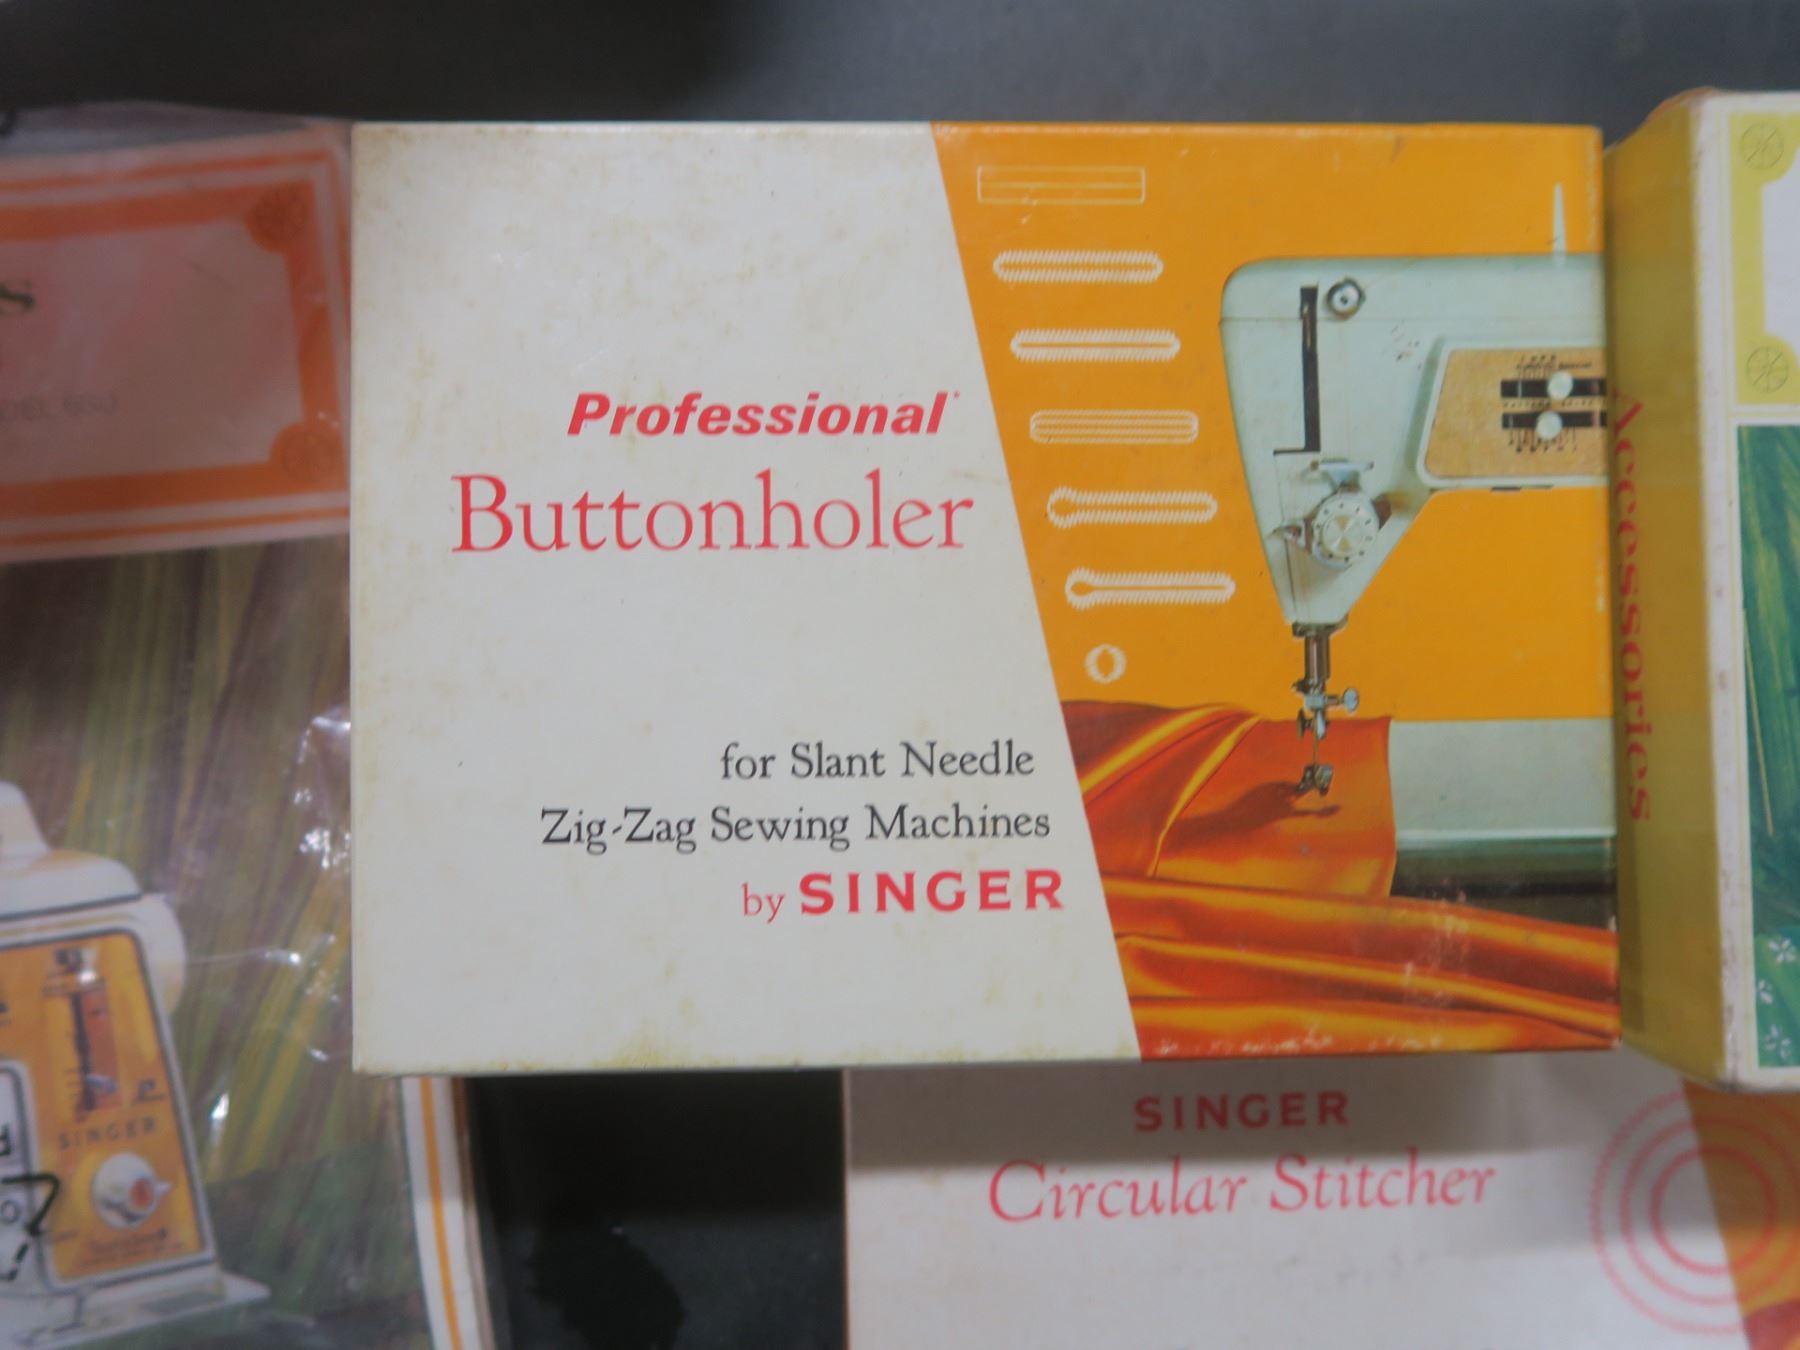 Professional*
Buttonholer
for Slant Needle
Zig-Zag Sewing Machines
by SINGER
Accessories
SINGER
Circular Stitcher
SINGER